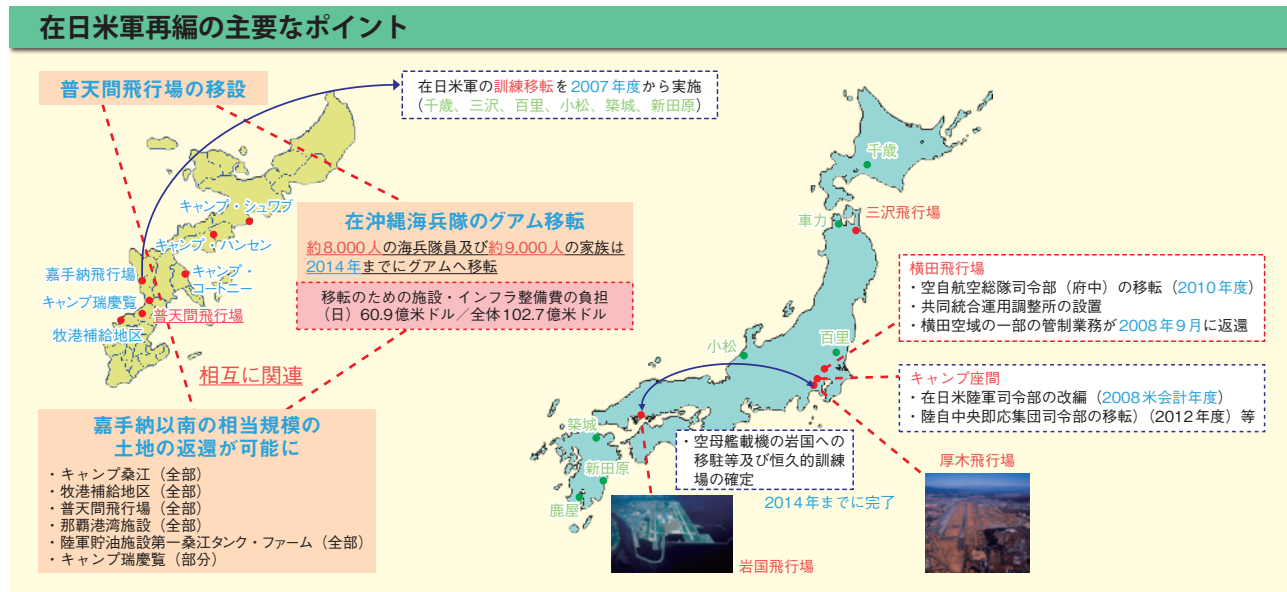 在日米軍再編の主要なポイント
普天間飛行場の移設
在日米軍の訓練移転を2007年度から実施
（千歳、三沢、百里、小松、築城、新田原）
キャンプ・シュワブ
キャンプ・ハンセン
嘉手納飛行場
キャンプ・
コートニー
キャンプ瑞慶覧
普天間飛行場
牧港補給地区
在沖縄海兵隊のグアム移転
約8,000人の海兵隊員及び約9,000人の家族は
2014年までにグアムへ移転
移転のための施設・インフラ整備費の負担
（日）60.9億米ドル／全体102.7億米ドル
相互に関連
嘉手納以南の相当規模の
土地の返還が可能に
・キャンプ桑江（全部）
・牧港補給地区（全部）
・普天間飛行場（全部）
・那覇港湾施設（全部）
・陸軍貯油施設第一桑江タンク・ファーム（全部）
・キャンプ瑞慶覧（部分）
千歳
車力
三沢飛行場
小松
百里
築城
新田原
鹿屋
横田飛行場
・空自航空総隊司令部（府中）の移転（2010年度）
・共同統合運用調整所の設置
・横田空域の一部の管制業務が2008年9月に返還
キャンプ座間
・在日米陸軍司令部の改編（2008米会計年度）
・陸自中央即応集団司令部の移転）（2012年度）等
・空母艦載機の岩国への
移駐等及び恒久的訓練
場の確定
2014年までに完了
厚木飛行場
岩国飛行場